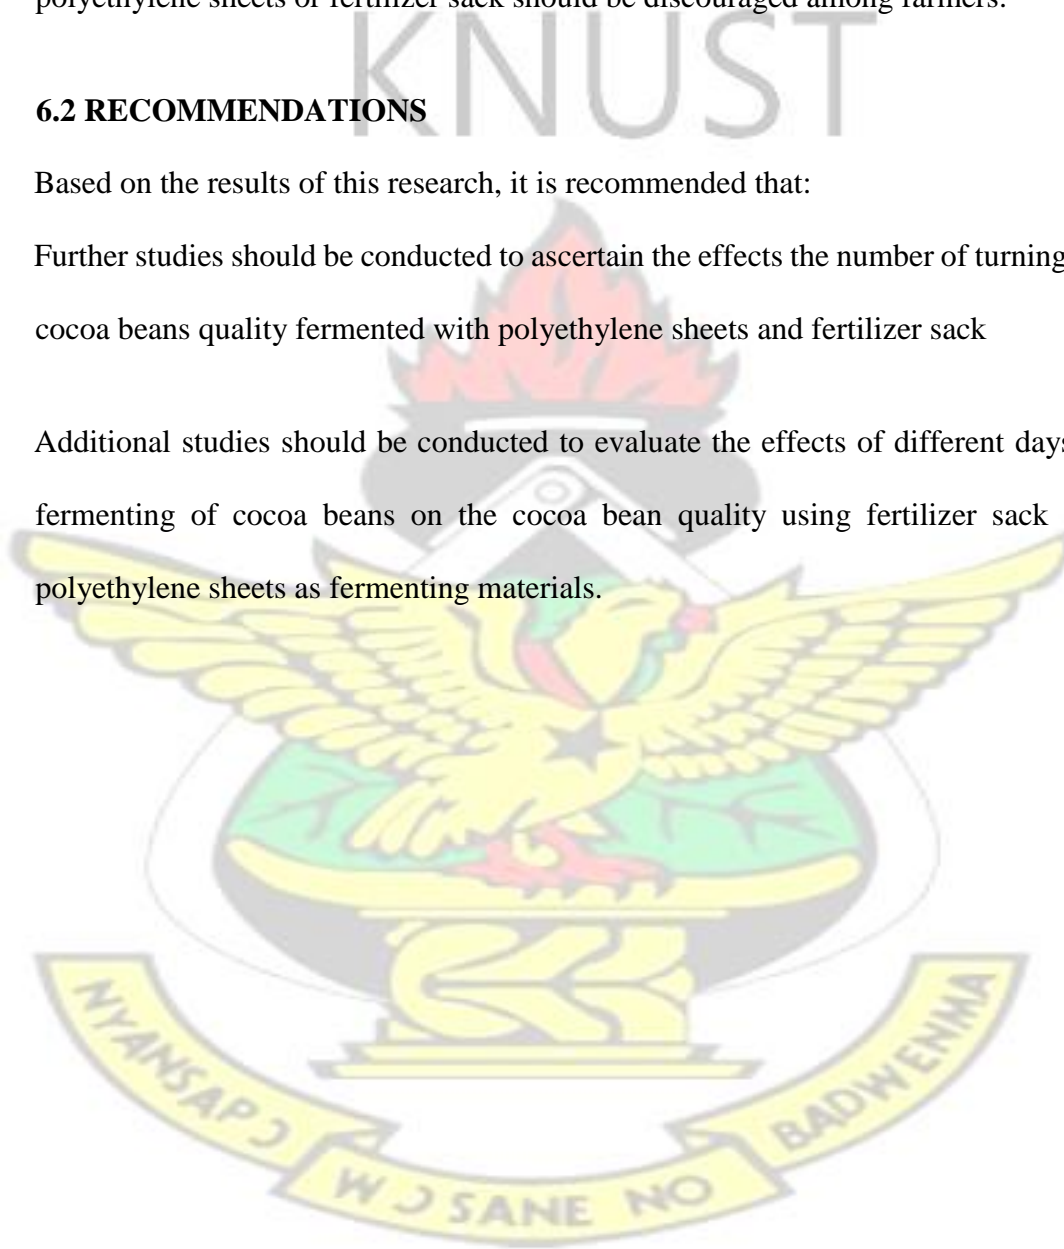 polyethylene sheets or fertilizer sack should be discouraged among farmers.
KNUST
6.2 RECOMMENDATIONS
Based on the results of this research, it is recommended that:
Further studies should be conducted to ascertain the effects the number of turning
cocoa beans quality fermented with polyethylene sheets and fertilizer sack
Additional studies should be conducted to evaluate the effects of different days
fermenting of cocoa beans on the cocoa bean quality using fertilizer sack
polyethylene sheets as fermenting materials.
NYANSAPƆ
WƆSANE NO
BADWENMA